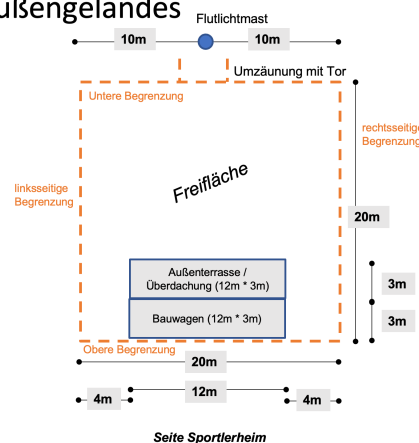 ußengeländes
Flutlichtmast
10m 10m
Umzäunung mit Tor
Untere Begrenzung
rechtsseitige
Begrenzung
linksseitige
Begrenzung
Freifläche
20m
Außenterrasse /
Überdachung (12m * 3m)
3m
Bauwagen (12m * 3m)
3m
Obere Begrenzung
20m
4m 12m 4m
Seite Sportlerheim